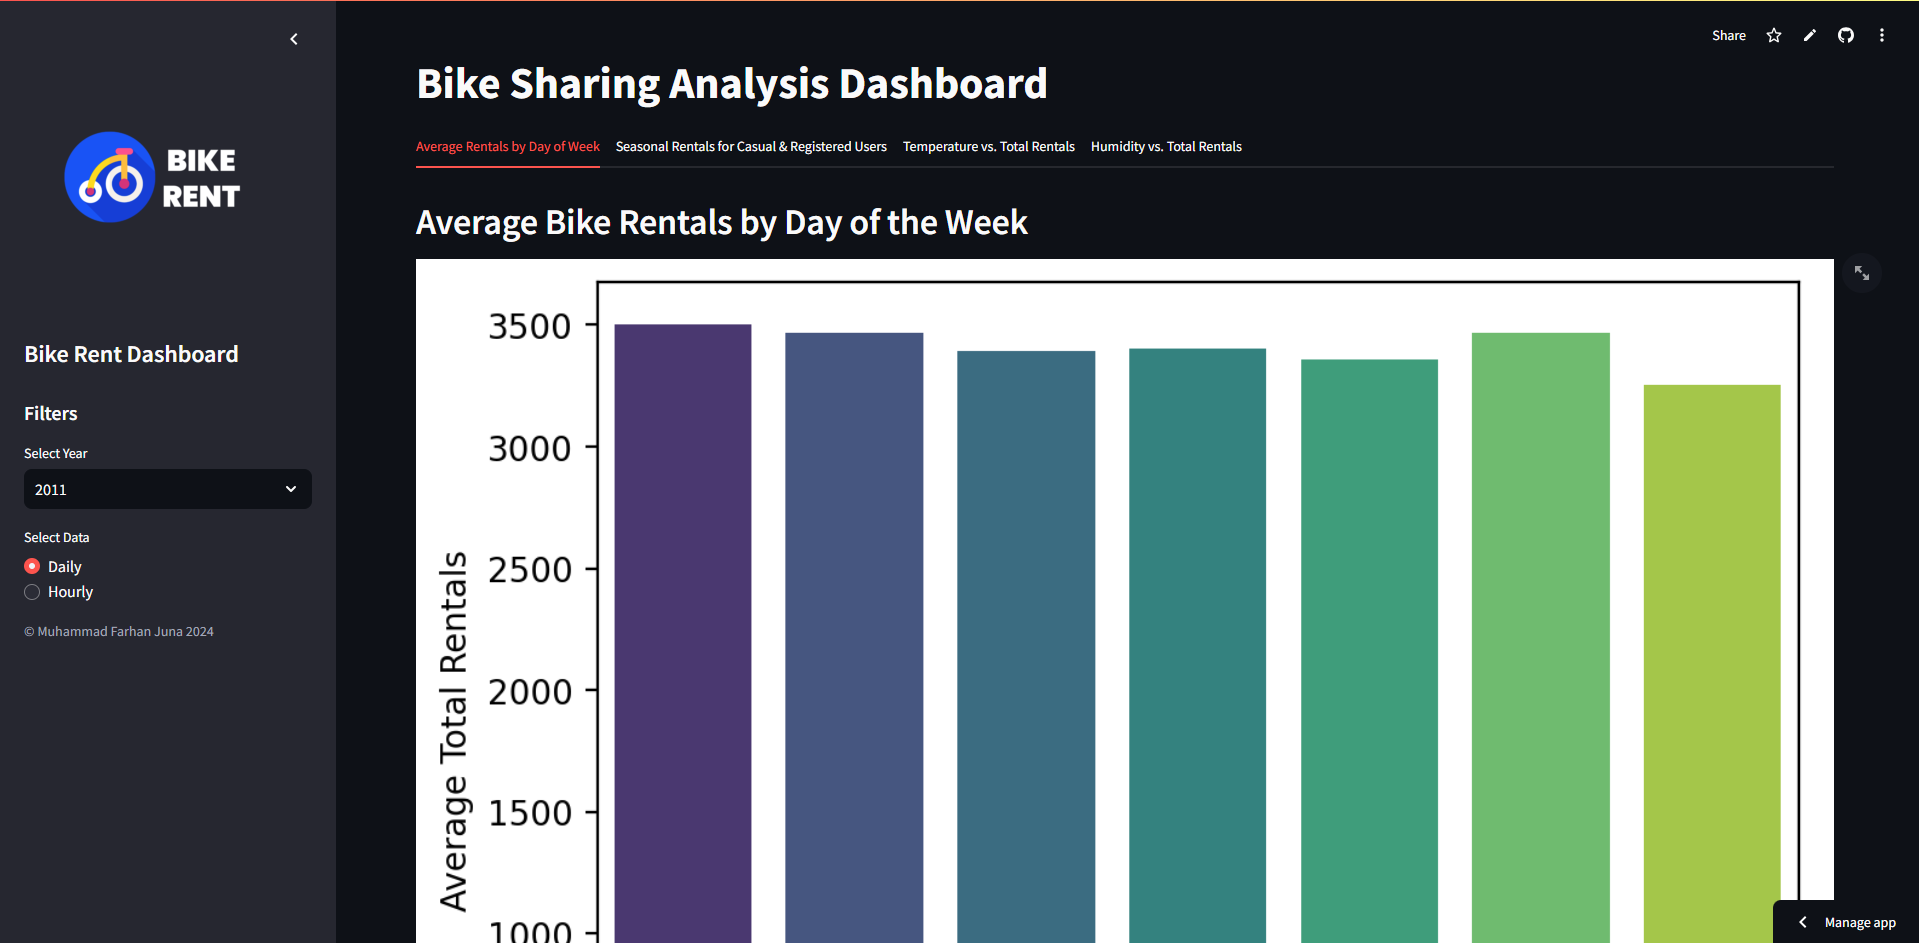 BIKE
RENT
Bike Rent Dashboard
Filters
Select Year
2011
Select Data
Daily
Hourly
© Muhammad Farhan Juna 2024
Share
Bike Sharing Analysis Dashboard
Average Rentals by Day of Week Seasonal Rentals for Casual & Registered Users Temperature vs. Total Rentals Humidity vs. Total Rentals
Average Bike Rentals by Day of the Week
Average Total Rentals
3500
3000
2500
2000
1500
1000
Manage app